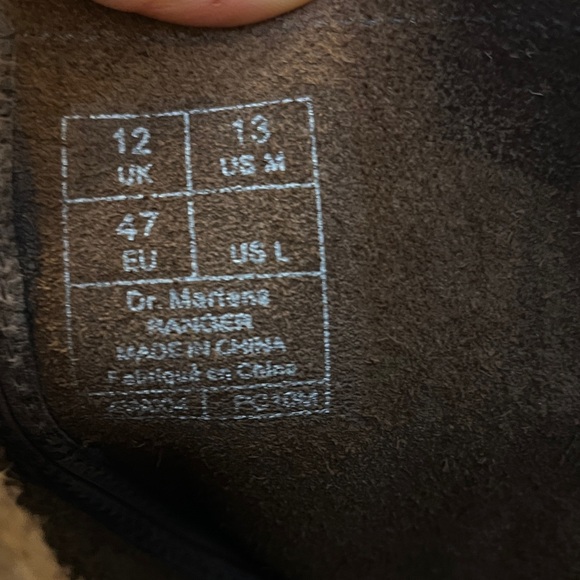 12 13
UK US M
47
EU US L
Dr. Martens
RANGER
MADE IN CHINA
Fabriqué en Chine